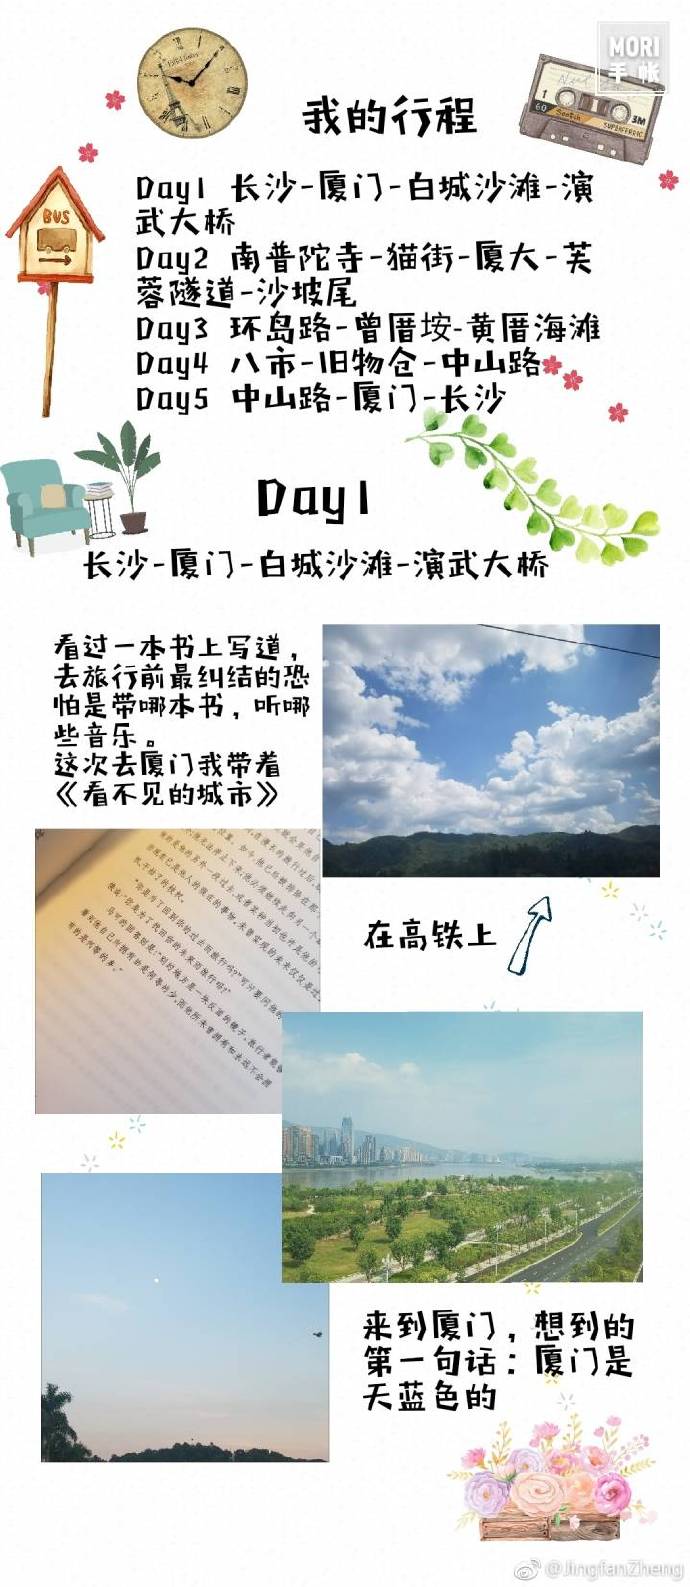 MORI
手帐
我的行程
1
60
Scotch
3M
SUPERFERRIC
BUS
Day1 长沙-厦门-白城沙滩-演
武大桥
Day2 南普陀寺-猫街-厦大-芙
蓉隧道-沙坡尾
Day3 环岛路-曾厝垵-黄厝海滩
Day4 八市-旧物仓-中山路
Day5 中山路-厦门-长沙
Day1
长沙-厦门-白城沙滩-演武大桥
看过一本书上写道，
去旅行前最纠结的恐
怕是带哪本书，听哪
些音乐。
这次去厦门我带着
《看不见的城市》
在高铁上
来到厦门，想到的
第一句话：厦门是
天蓝色的
@JingfanZheng